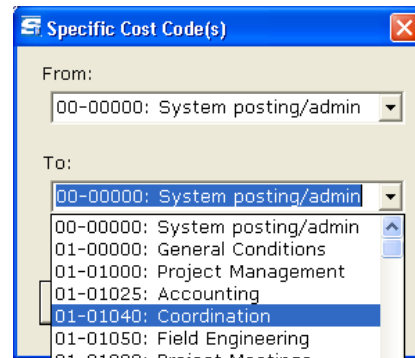 Specific Cost Code(s)
From:
00-00000: System posting/admin
To:
00-00000: System posting/admin
00-00000: System posting/admin
01-00000: General Conditions
01-01000: Project Management
01-01025: Accounting
01-01040: Coordination
01-01050: Field Engineering
Project Meetings